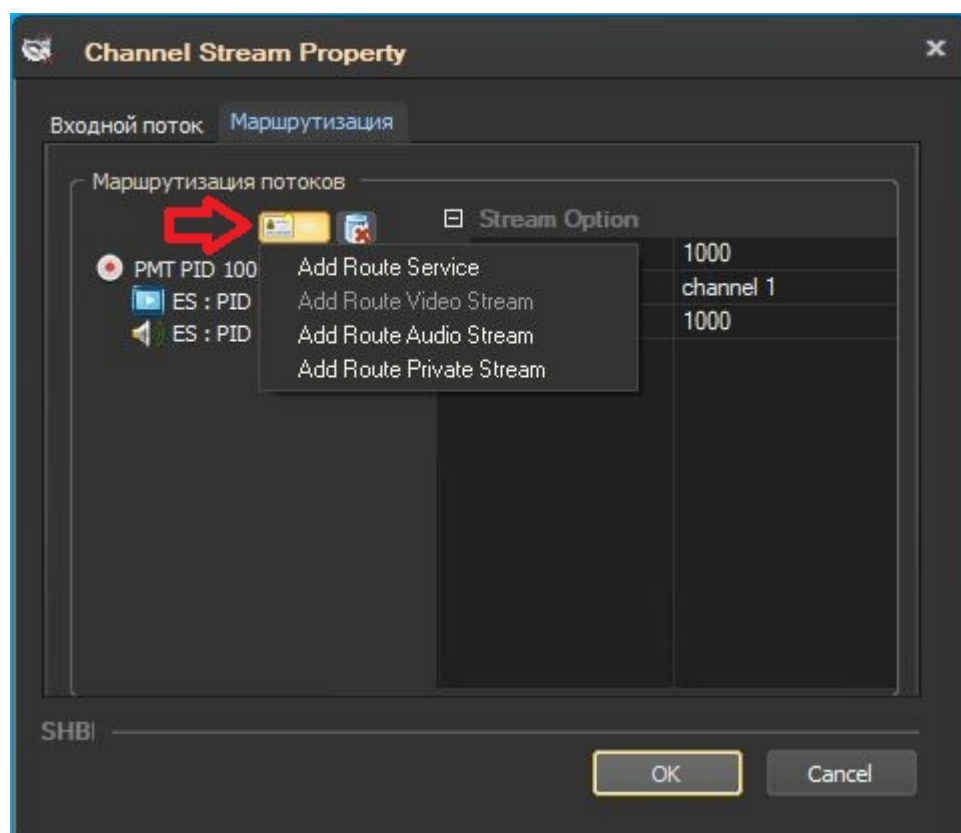 Channel Stream Property
Входной поток Маршрутизация
Маршрутизация потоков
Stream Option
PMT PID 100
ES : PID
ES : PID
Add Route Service
Add Route Video Stream
Add Route Audio Stream
Add Route Private Stream
1000
channel 1
1000
SHBI
OK Cancel